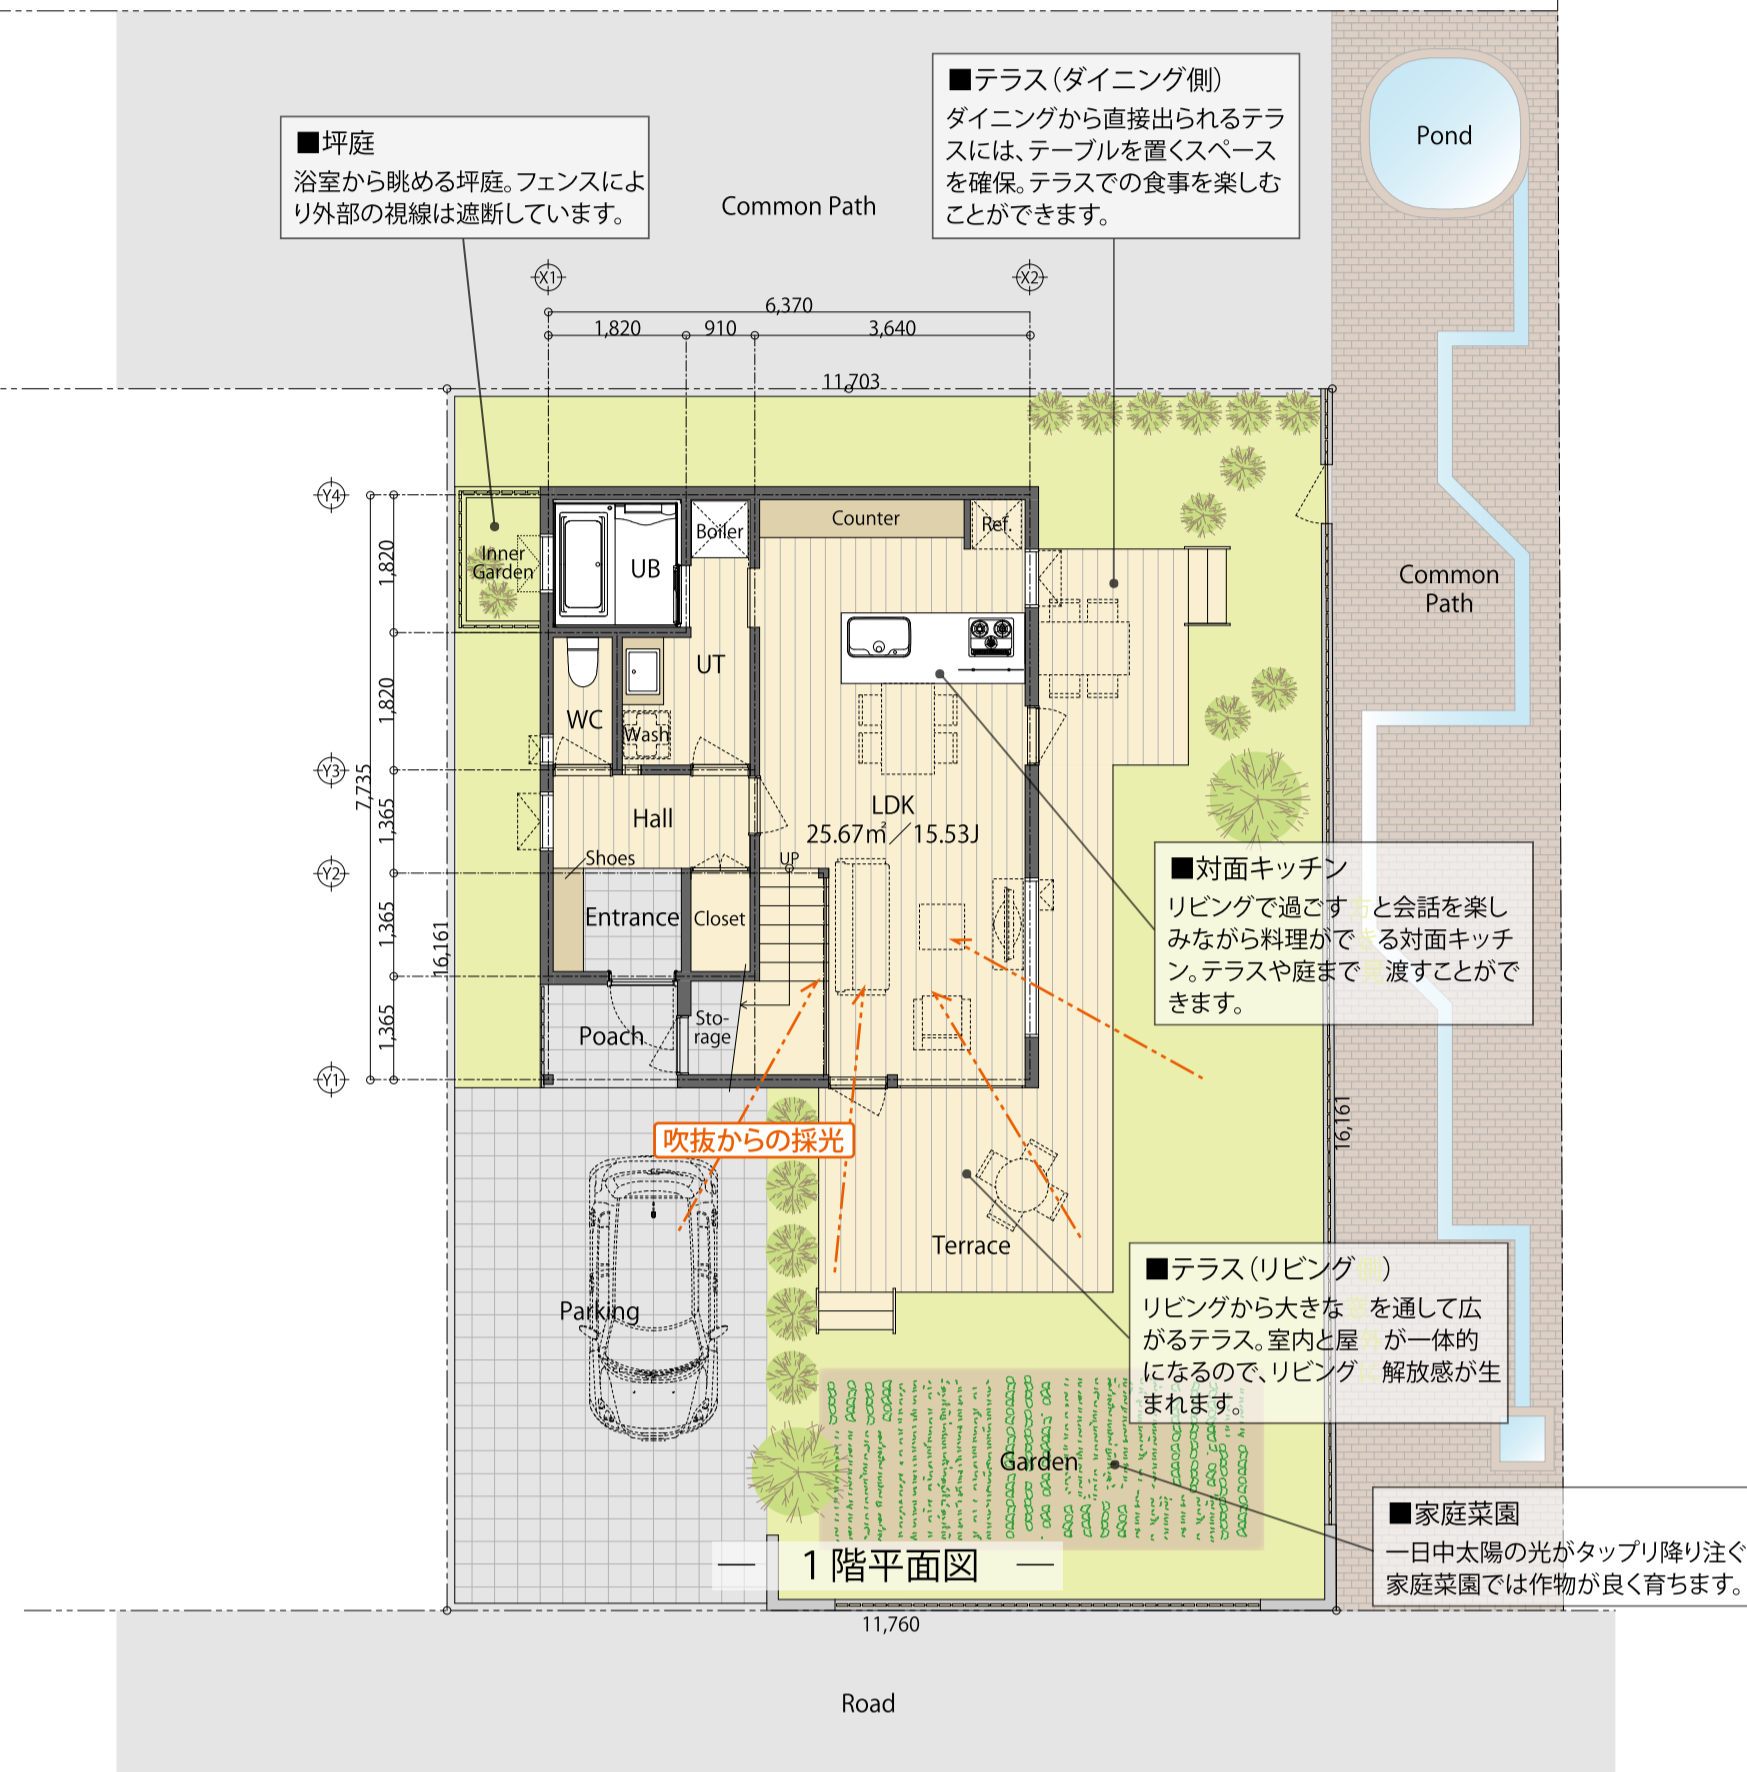 ■テラス（ダイニング側）
ダイニングから直接出られるテラ
スには、テーブルを置くスペース
を確保。テラスでの食事を楽しむ
ことができます。
■坪庭
浴室から眺める坪庭。フェンスによ
り外部の視線は遮断しています。
Pond
Common Path
X1
X2
6,370
1,820
910
3,640
11,703
Y4
Y3
Y2
Y1
1,820
1,820
1,365
1,365
1,365
7,735
16,161
Inner
Garden
UB
Boiler
Counter
Ref.
UT
WC
Wash
Hall
LDK
25.67㎡／15.53J
Shoes
UP
Entrance
Closet
Poach
Sto-
rage
Common
Path
■対面キッチン
リビングで過ごす方と会話を楽し
みながら料理ができる対面キッチ
ン。テラスや庭まで見渡すことがで
きます。
吹抜からの採光
16,161
Terrace
Parking
■テラス（リビング側）
リビングから大きな窓を通して広
がるテラス。室内と屋外が一体的
になるので、リビングに解放感が生
まれます。
Garden
■家庭菜園
一日中太陽の光がタップリ降り注ぐ
家庭菜園では作物が良く育ちます。
1階平面図
11,760
Road